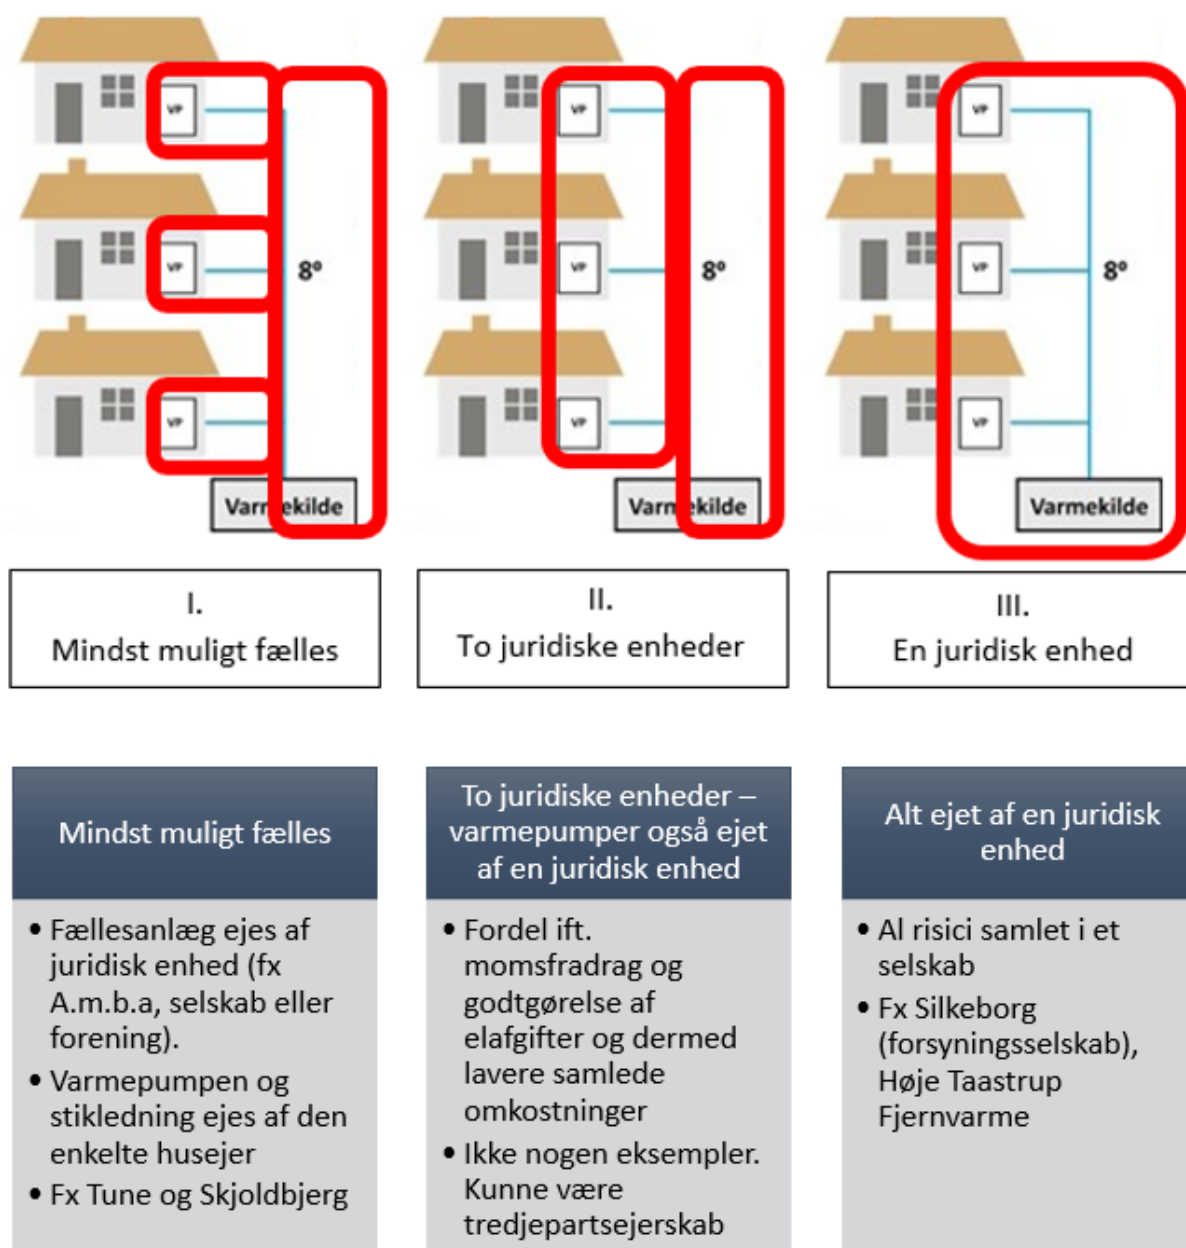 VP
VP
8º
VP
Varmekilde
VP
VP
8º
VP
Varmekilde
VP
VP
8º
VP
Varmekilde
I.
Mindst muligt fælles
II.
To juridiske enheder
III.
En juridisk enhed
Mindst muligt fælles
• Fællesanlæg ejes af
juridisk enhed (fx
A.m.b.a, selskab eller
forening).
• Varmepumpen og
stikledning ejes af den
enkelte husejer
• Fx Tune og Skjoldbjerg
To juridiske enheder –
varmepumper også ejet
af en juridisk enhed
• Fordel ift.
momsfradrag og
godtgørelse af
elafgifter og dermed
lavere samlede
omkostninger
• Ikke nogen eksempler.
Kunne være
tredjepartsejerskab
Alt ejet af en juridisk
enhed
• Al risici samlet i et
selskab
• Fx Silkeborg
(forsyningsselskab),
Høje Taastrup
Fjernvarme